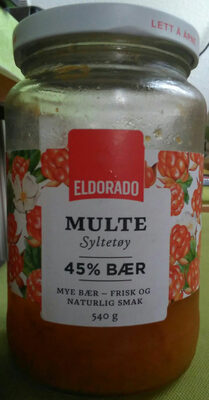 LETT Å ÅPNE
ELDORADO
MULTE
Syltetøy
45% BÆR
MYE BÆR – FRISK OG
NATURLIG SMAK
540 g